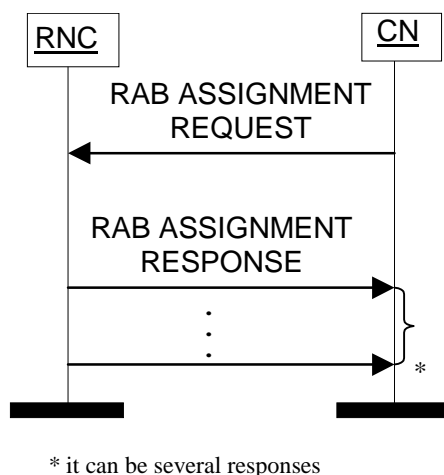 RNC
CN
RAB ASSIGNMENT
REQUEST
RAB ASSIGNMENT
RESPONSE
*
* it can be several responses